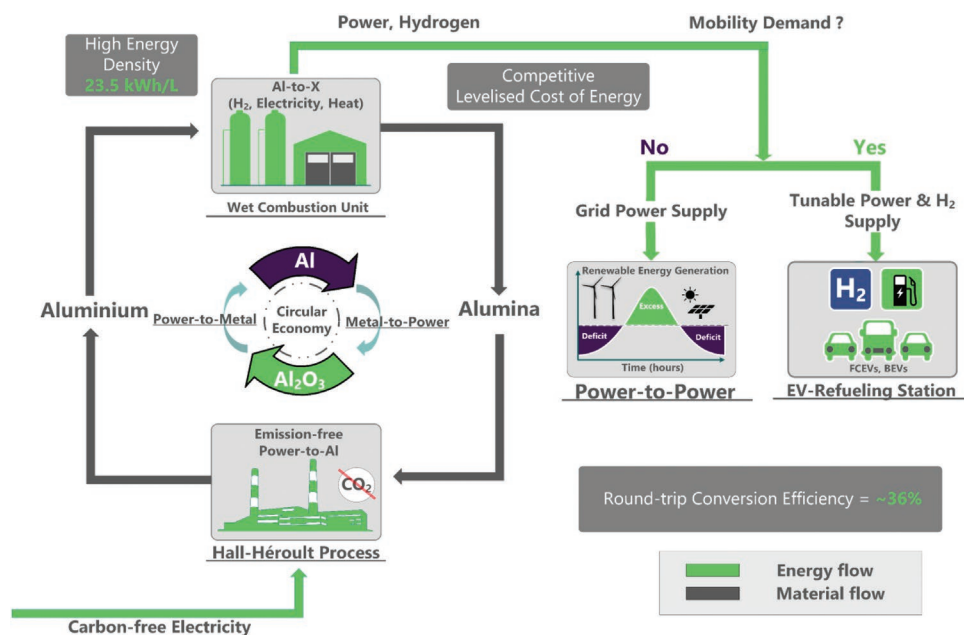 Power, Hydrogen
Mobility Demand ?
High Energy
Density
23.5 kWh/L
Al-to-X
(H₂, Electricity, Heat)
Wet Combustion Unit
Competitive
Levelised Cost of Energy
No
Yes
Grid Power Supply
Tunable Power & H₂
Supply
Aluminium
Alumina
Al
Circular
Economy
Power-to-Metal
Metal-to-Power
Al₂O₃
Renewable Energy Generation
Excess
Deficit
Deficit
Time (hours)
Power-to-Power
H₂
FCEVs, BEVs
EV-Refueling Station
Emission-free
Power-to-Al
CO₂
Hall-Héroult Process
Round-trip Conversion Efficiency = ~36%
Energy flow
Material flow
Carbon-free Electricity